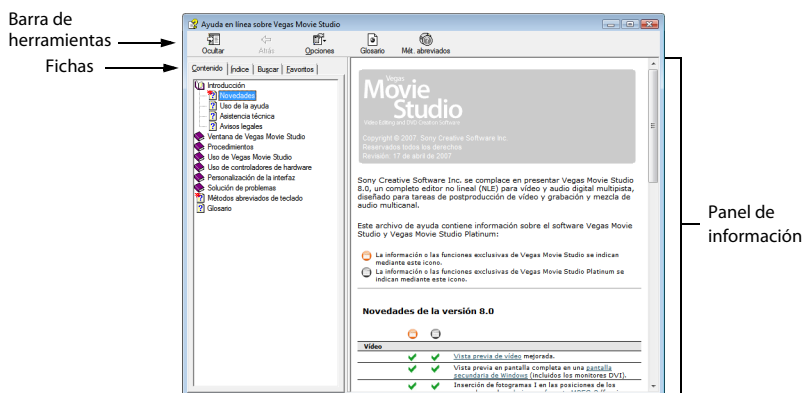 Barra de
herramientas
Fichas
Ayuda en línea sobre Vegas Movie Studio
Ocultar
Atrás
Opciones
Glosario
Mét. abreviados
Contenido
Índice
Buscar
Favoritos
Introducción
Novedades
Uso de la ayuda
Asistencia técnica
Avisos legales
Ventana de Vegas Movie Studio
Procedimientos
Uso de Vegas Movie Studio
Uso de controladores de hardware
Personalización de la interfaz
Solución de problemas
Métodos abreviados de teclado
Glosario
Vegas
Movie
Studio
Video Editing and DVD Creation Software
Copyright © 2007. Sony Creative Software Inc.
Reservados todos los derechos
Revisión: 17 de abril de 2007
Sony Creative Software Inc. se complace en presentar Vegas Movie Studio
8.0, un completo editor no lineal (NLE) para vídeo y audio digital multipista,
diseñado para tareas de postproducción de vídeo y grabación y mezcla de
audio multicanal.
Este archivo de ayuda contiene información sobre el software Vegas Movie
Studio y Vegas Movie Studio Platinum:
La información o las funciones exclusivas de Vegas Movie Studio se indican
mediante este icono.
La información o las funciones exclusivas de Vegas Movie Studio Platinum se
indican mediante este icono.
Novedades de la versión 8.0
Vídeo
Vista previa de vídeo mejorada.
Vista previa en pantalla completa en una pantalla
secundaria de Windows (incluidos los monitores DVI).
Inserción de fotogramas I en las posiciones de los
Panel de
información